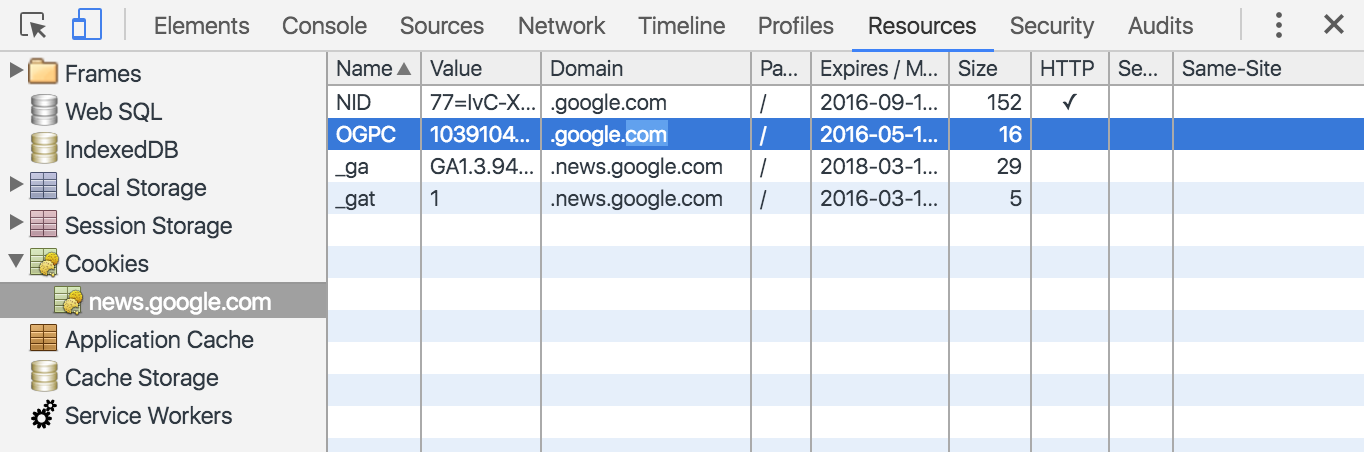 Elements Console Sources Network Timeline Profiles Resources Security Audits
Frames
Web SQL
IndexedDB
Local Storage
Session Storage
Cookies
news.google.com
Application Cache
Cache Storage
Service Workers
Name Value Domain Pa... Expires / M... Size HTTP Se... Same-Site
NID 77=IvC-X... .google.com / 2016-09-1... 152 ✓
OGPC 1039104... .google.com / 2016-05-1... 16
_ga GA1.3.94... .news.google.com / 2018-03-1... 29
_gat 1 .news.google.com / 2016-03-1... 5